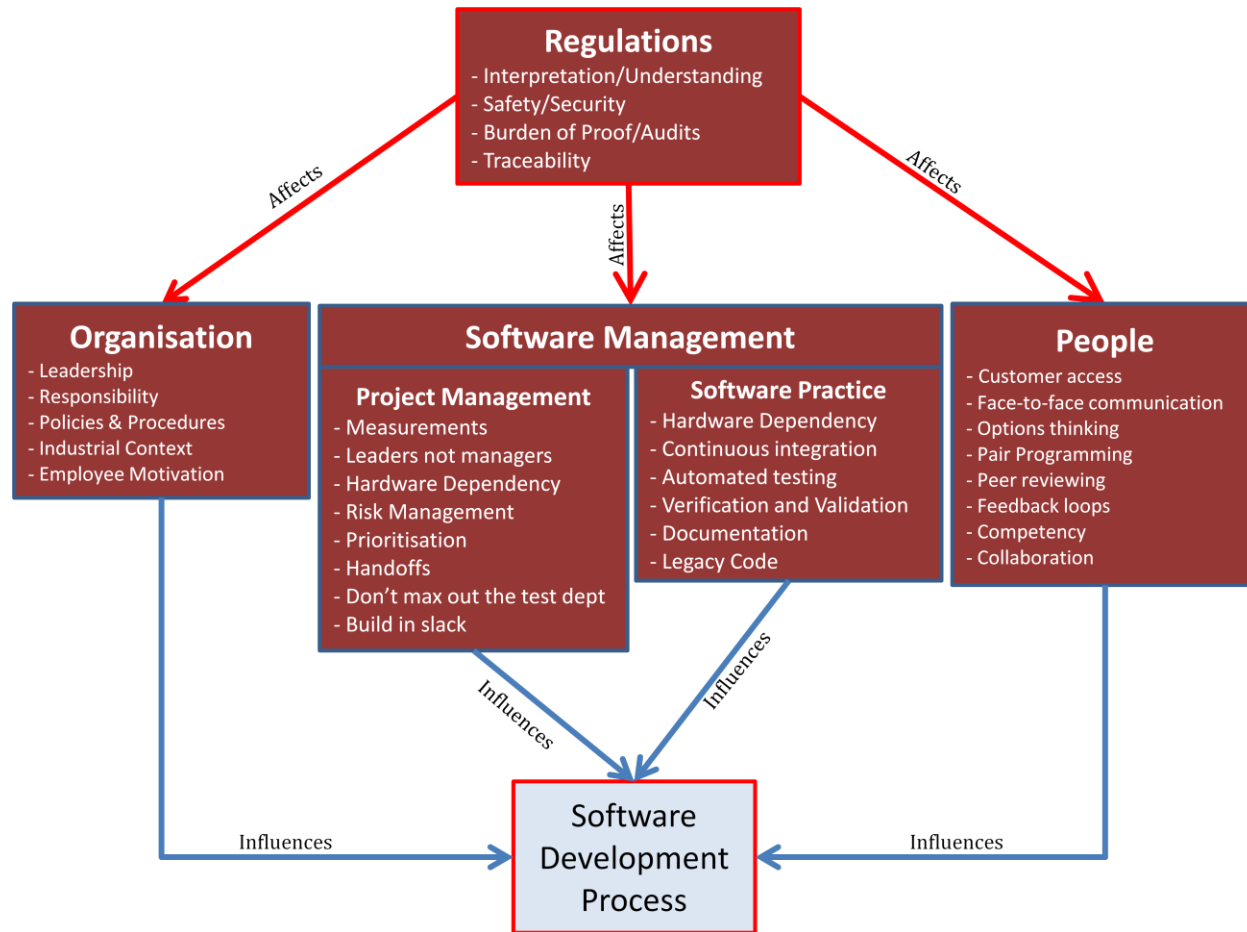 Regulations
- Interpretation/Understanding
- Safety/Security
- Burden of Proof/Audits
- Traceability
Affects
Affects
Affects
Organisation
- Leadership
- Responsibility
- Policies & Procedures
- Industrial Context
- Employee Motivation
Software Management
Project Management
- Measurements
- Leaders not managers
- Hardware Dependency
- Risk Management
- Prioritisation
- Handoffs
- Don’t max out the test dept
- Build in slack
Software Practice
- Hardware Dependency
- Continuous integration
- Automated testing
- Verification and Validation
- Documentation
- Legacy Code
People
- Customer access
- Face-to-face communication
- Options thinking
- Pair Programming
- Peer reviewing
- Feedback loops
- Competency
- Collaboration
Influences
Influences
Influences
Influences
Software
Development
Process